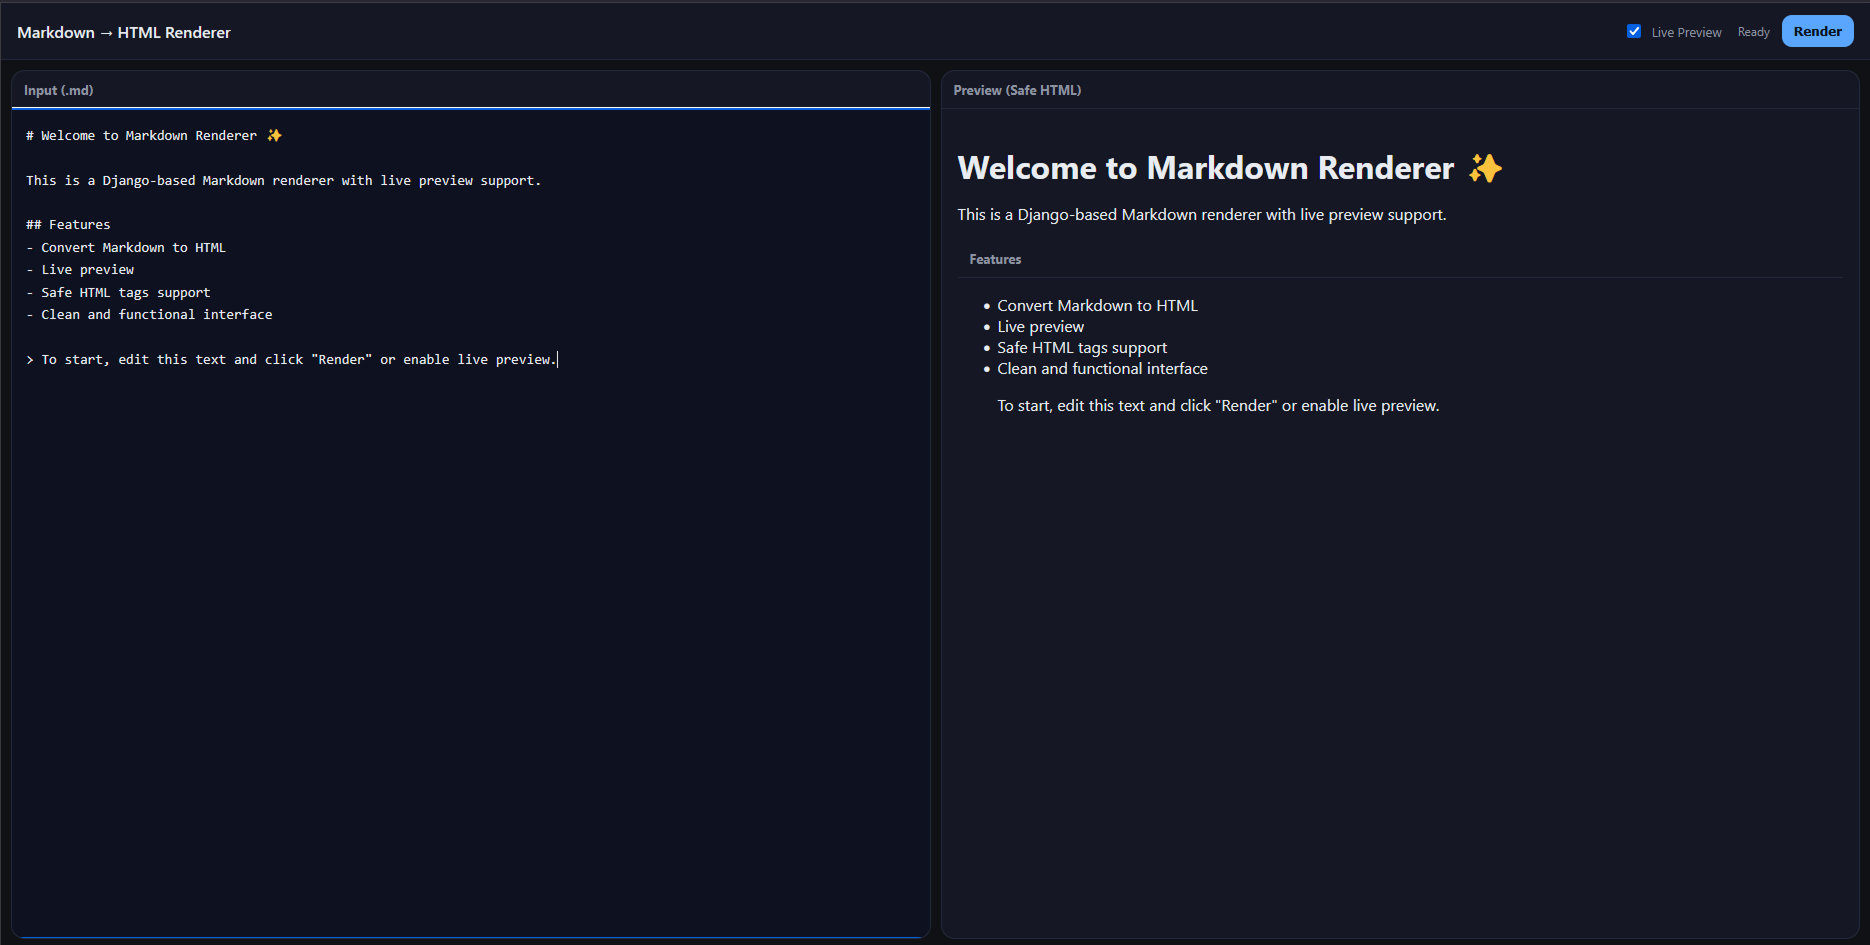 Markdown → HTML Renderer
Live Preview
Ready
Render
Input (.md)
# Welcome to Markdown Renderer ✨
This is a Django-based Markdown renderer with live preview support.
## Features
- Convert Markdown to HTML
- Live preview
- Safe HTML tags support
- Clean and functional interface
> To start, edit this text and click "Render" or enable live preview.
Preview (Safe HTML)
Welcome to Markdown Renderer ✨
This is a Django-based Markdown renderer with live preview support.
Features
• Convert Markdown to HTML
• Live preview
• Safe HTML tags support
• Clean and functional interface
To start, edit this text and click "Render" or enable live preview.